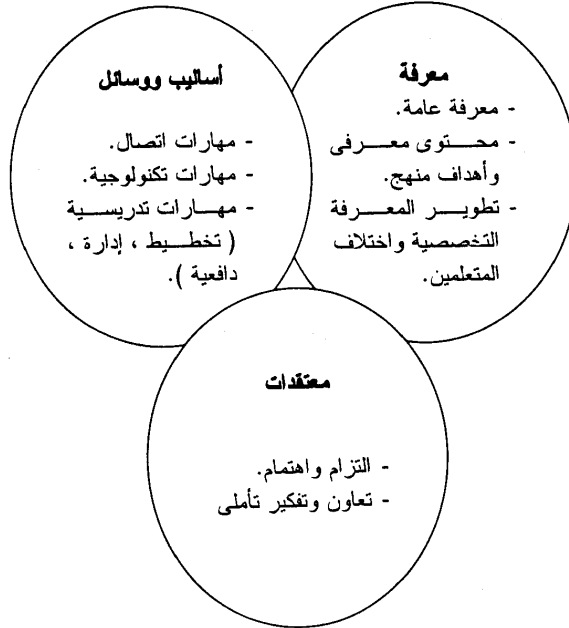 معرفة
- معرفة عامة.
- محتوى معرفى
وأهداف منهج.
- تطوير المعرفة
التخصصية واختلاف
المتعلمين.
أساليب ووسائل
- مهارات اتصال.
- مهارات تكنولوجية.
- مهارات تدريسية
( تخطيط ، إدارة ،
دافعية ).
معتقدات
- التزام واهتمام.
- تعاون وتفكير تأملى